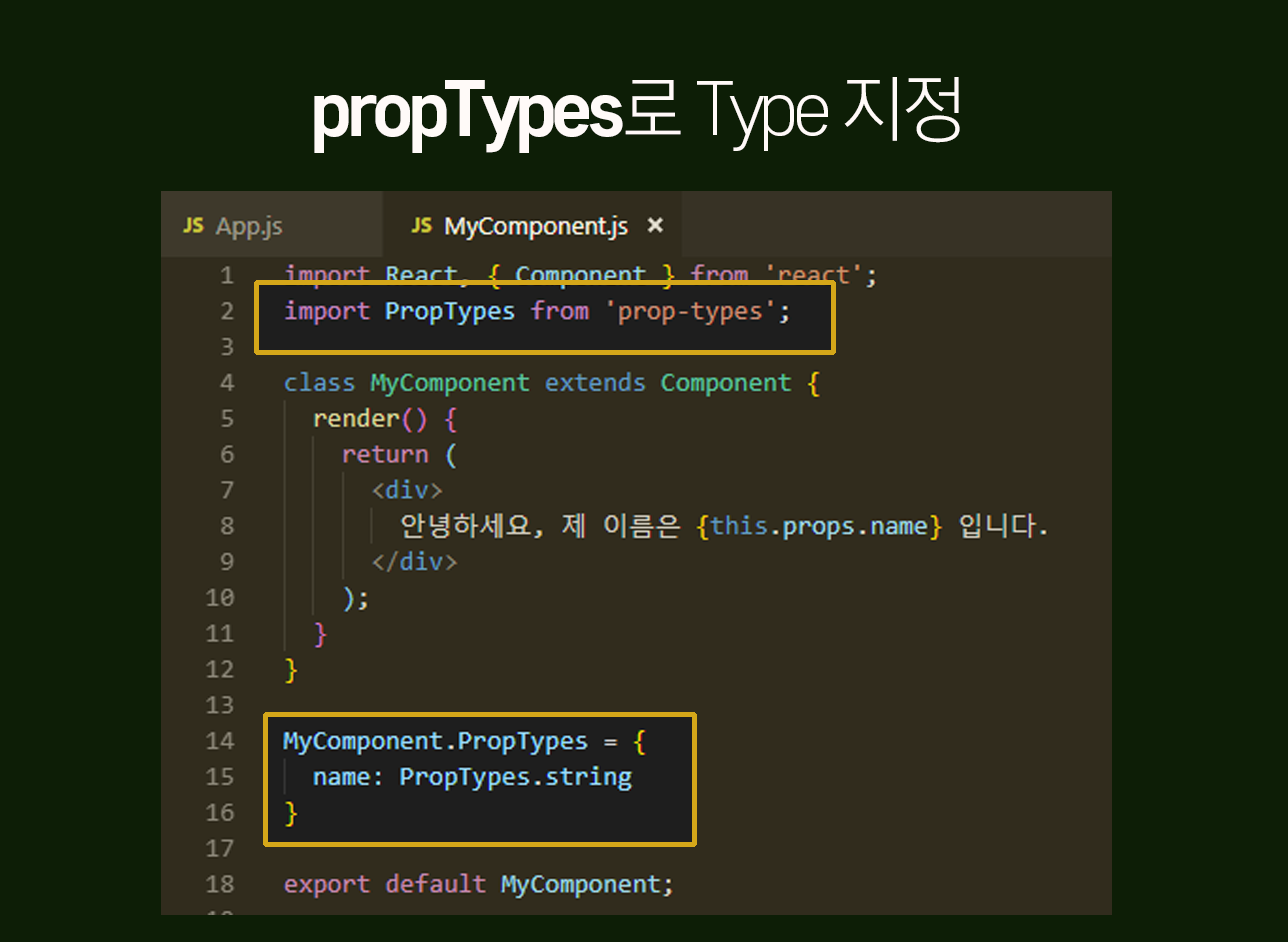 propTypes로 Type 지정
JS App.js JS MyComponent.js ×
1 import React, { Component } from 'react';
2 import PropTypes from 'prop-types';
3
4 class MyComponent extends Component {
5 render() {
6 return (
7 <div>
8 안녕하세요, 제 이름은 {this.props.name} 입니다.
9 </div>
10 );
11 }
12 }
13
14 MyComponent.PropTypes = {
15 name: PropTypes.string
16 }
17
18 export default MyComponent;